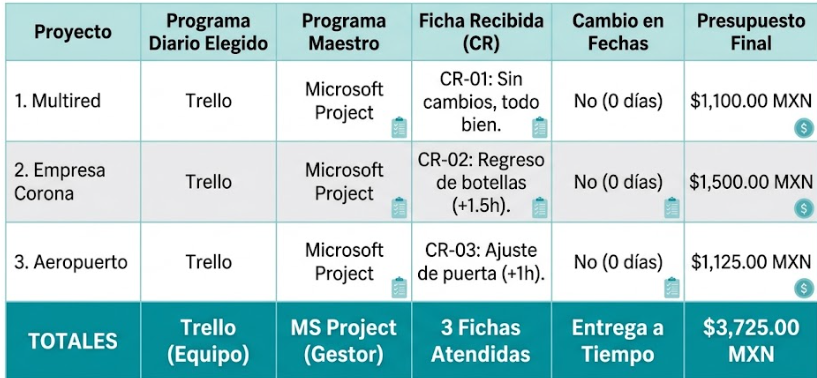 Proyecto
Programa
Diario Elegido
Programa
Maestro
Ficha Recibida
(CR)
Cambio en
Fechas
Presupuesto
Final
1. Multired
Trello
Microsoft
Project
CR-01: Sin
cambios, todo
bien.
No (0 días)
$1,100.00 MXN
$
2. Empresa
Corona
Trello
Microsoft
Project
CR-02: Regreso
de botellas
(+1.5h).
No (0 días)
$1,500.00 MXN
$
3. Aeropuerto
Trello
Microsoft
Project
CR-03: Ajuste
de puerta (+1h).
No (0 días)
$1,125.00 MXN
$
TOTALES
Trello
(Equipo)
MS Project
(Gestor)
3 Fichas
Atendidas
Entrega a
Tiempo
$3,725.00
MXN